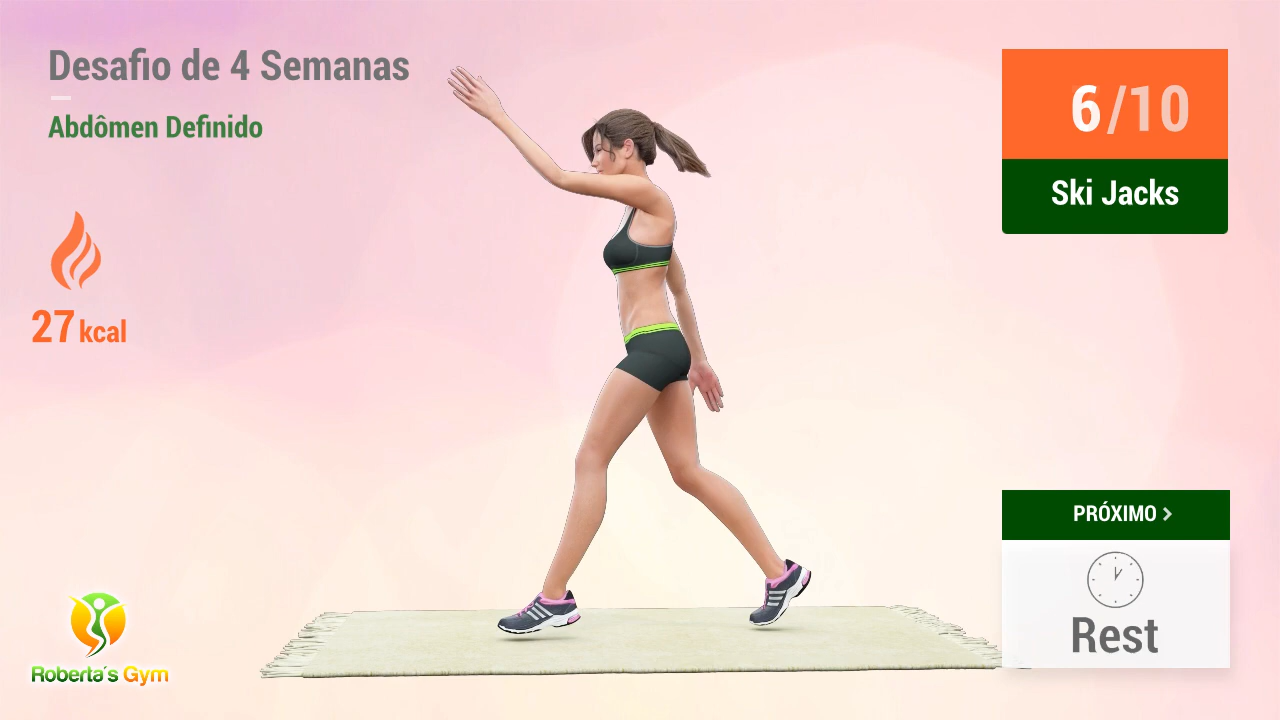 Desafio de 4 Semanas
Abdômen Definido
6/10
Ski Jacks
27 kcal
PRÓXIMO >
Rest
Roberta´s Gym